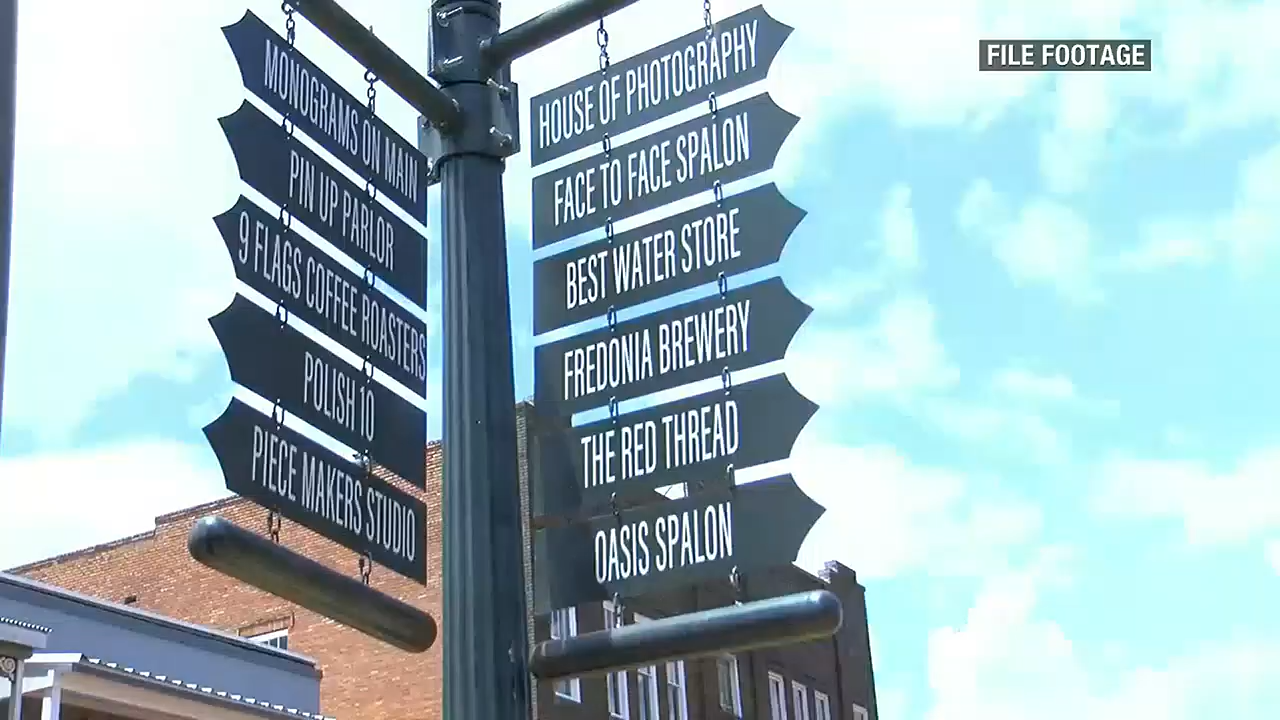 FILE FOOTAGE
MONOGRAMS ON MAIN
PIN UP PARLOR
9 FLAGS COFFEE ROASTERS
POLISH 10
PIECE MAKERS STUDIO
HOUSE OF PHOTOGRAPHY
FACE TO FACE SPALON
BEST WATER STORE
FREDONIA BREWERY
THE RED THREAD
OASIS SPALON